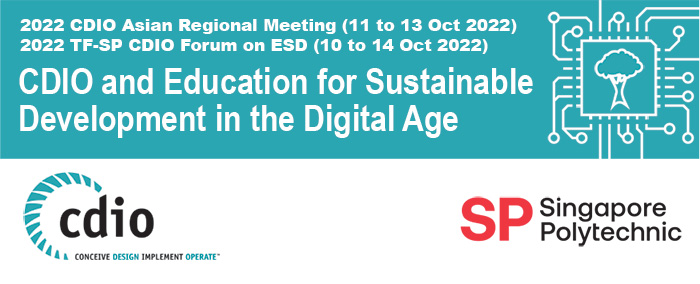 2022 CDIO Asian Regional Meeting (11 to 13 Oct 2022)
2022 TF-SP CDIO Forum on ESD (10 to 14 Oct 2022)
CDIO and Education for Sustainable
Development in the Digital Age
cdio
CONCEIVE DESIGN IMPLEMENT OPERATE™
SP Singapore
Polytechnic